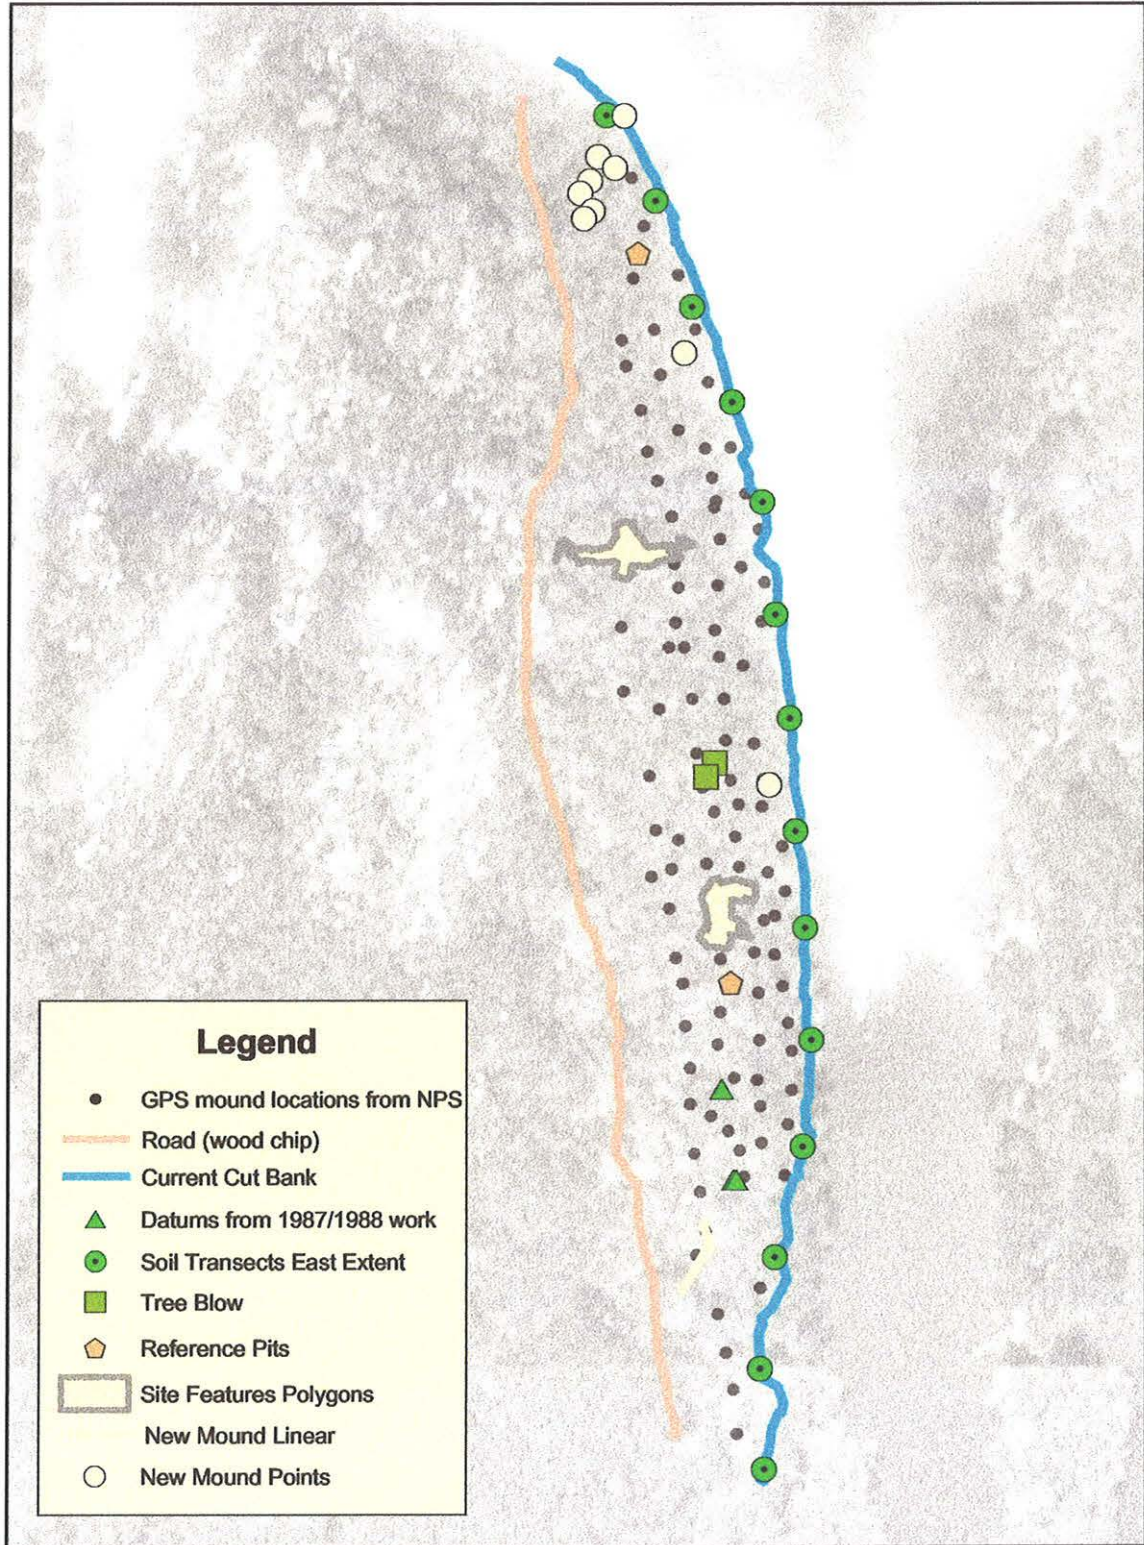 Legend
GPS mound locations from NPS
Road (wood chip)
Current Cut Bank
Datums from 1987/1988 work
Soil Transects East Extent
Tree Blow
Reference Pits
Site Features Polygons
New Mound Linear
New Mound Points